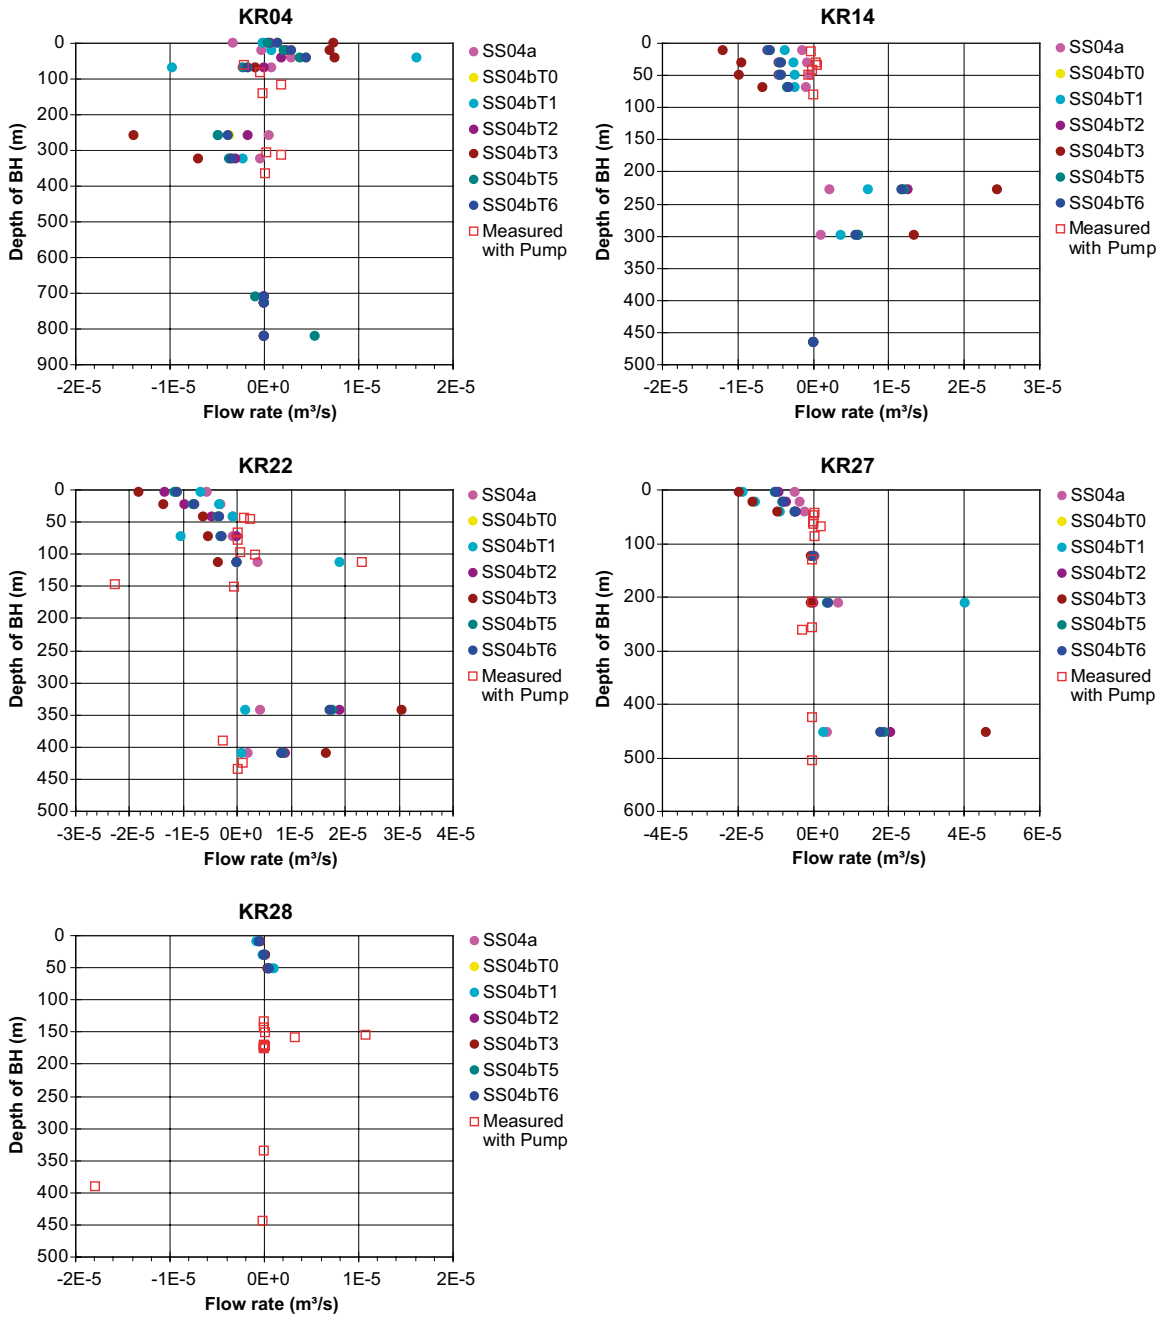 KR04
0
100
200
300
400
500
600
700
800
900
Depth of BH (m)
-2E-5 -1E-5 0E+0 1E-5 2E-5
Flow rate (m³/s)
SS04a
SS04bT0
SS04bT1
SS04bT2
SS04bT3
SS04bT5
SS04bT6
Measured
with Pump
KR14
0
50
100
150
200
250
300
350
400
450
500
Depth of BH (m)
-2E-5 -1E-5 0E+0 1E-5 2E-5 3E-5
Flow rate (m³/s)
SS04a
SS04bT0
SS04bT1
SS04bT2
SS04bT3
SS04bT5
SS04bT6
Measured
with Pump
KR22
0
50
100
150
200
250
300
350
400
450
500
Depth of BH (m)
-3E-5 -2E-5 -1E-5 0E+0 1E-5 2E-5 3E-5 4E-5
Flow rate (m³/s)
SS04a
SS04bT0
SS04bT1
SS04bT2
SS04bT3
SS04bT5
SS04bT6
Measured
with Pump
KR27
0
100
200
300
400
500
600
Depth of BH (m)
-4E-5 -2E-5 0E+0 2E-5 4E-5 6E-5
Flow rate (m³/s)
SS04a
SS04bT0
SS04bT1
SS04bT2
SS04bT3
SS04bT5
SS04bT6
Measured
with Pump
KR28
0
50
100
150
200
250
300
350
400
450
500
Depth of BH (m)
-2E-5 -1E-5 0E+0 1E-5 2E-5
Flow rate (m³/s)
SS04a
SS04bT0
SS04bT1
SS04bT2
SS04bT3
SS04bT5
SS04bT6
Measured
with Pump